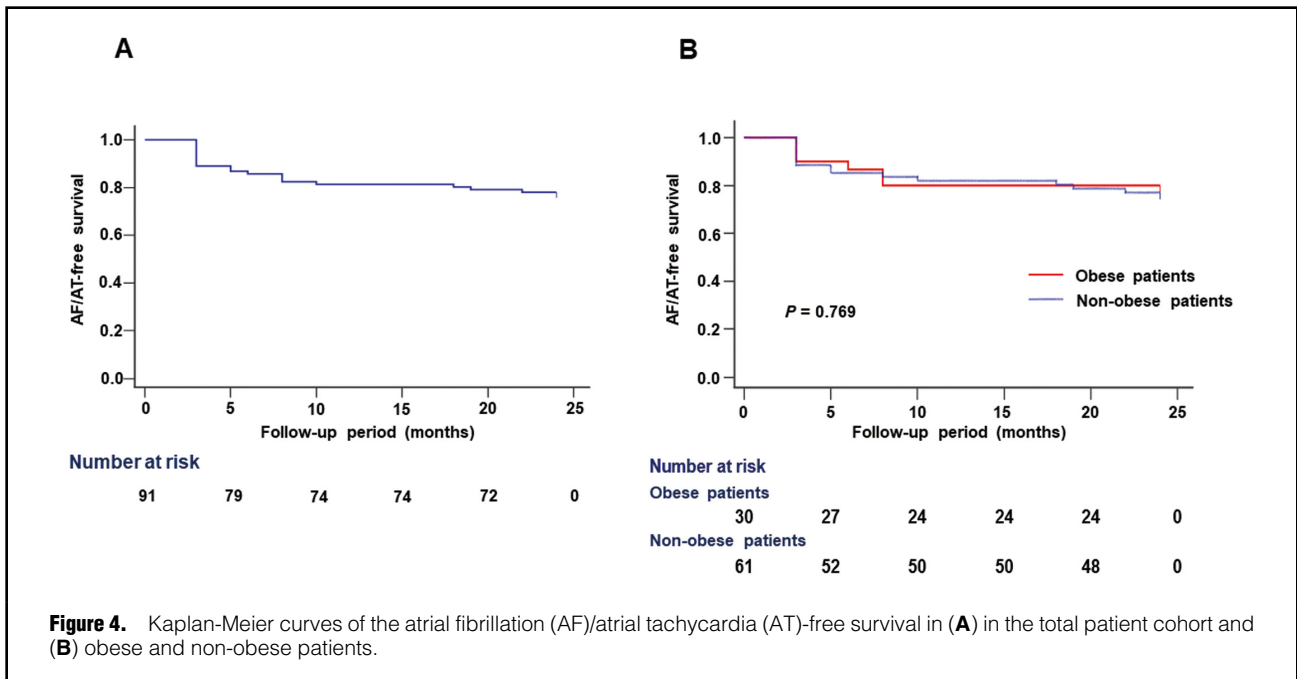 A
AF/AT-free survival
1.0
0.8
0.6
0.4
0.2
0.0
0 5 10 15 20 25
Follow-up period (months)
Number at risk
91 79 74 74 72 0
B
AF/AT-free survival
1.0
0.8
0.6
0.4
0.2
0.0
Obese patients
Non-obese patients
P = 0.769
0 5 10 15 20 25
Follow-up period (months)
Number at risk
Obese patients
30 27 24 24 24 0
Non-obese patients
61 52 50 50 48 0
Figure 4. Kaplan-Meier curves of the atrial fibrillation (AF)/atrial tachycardia (AT)-free survival in (A) in the total patient cohort and
(B) obese and non-obese patients.